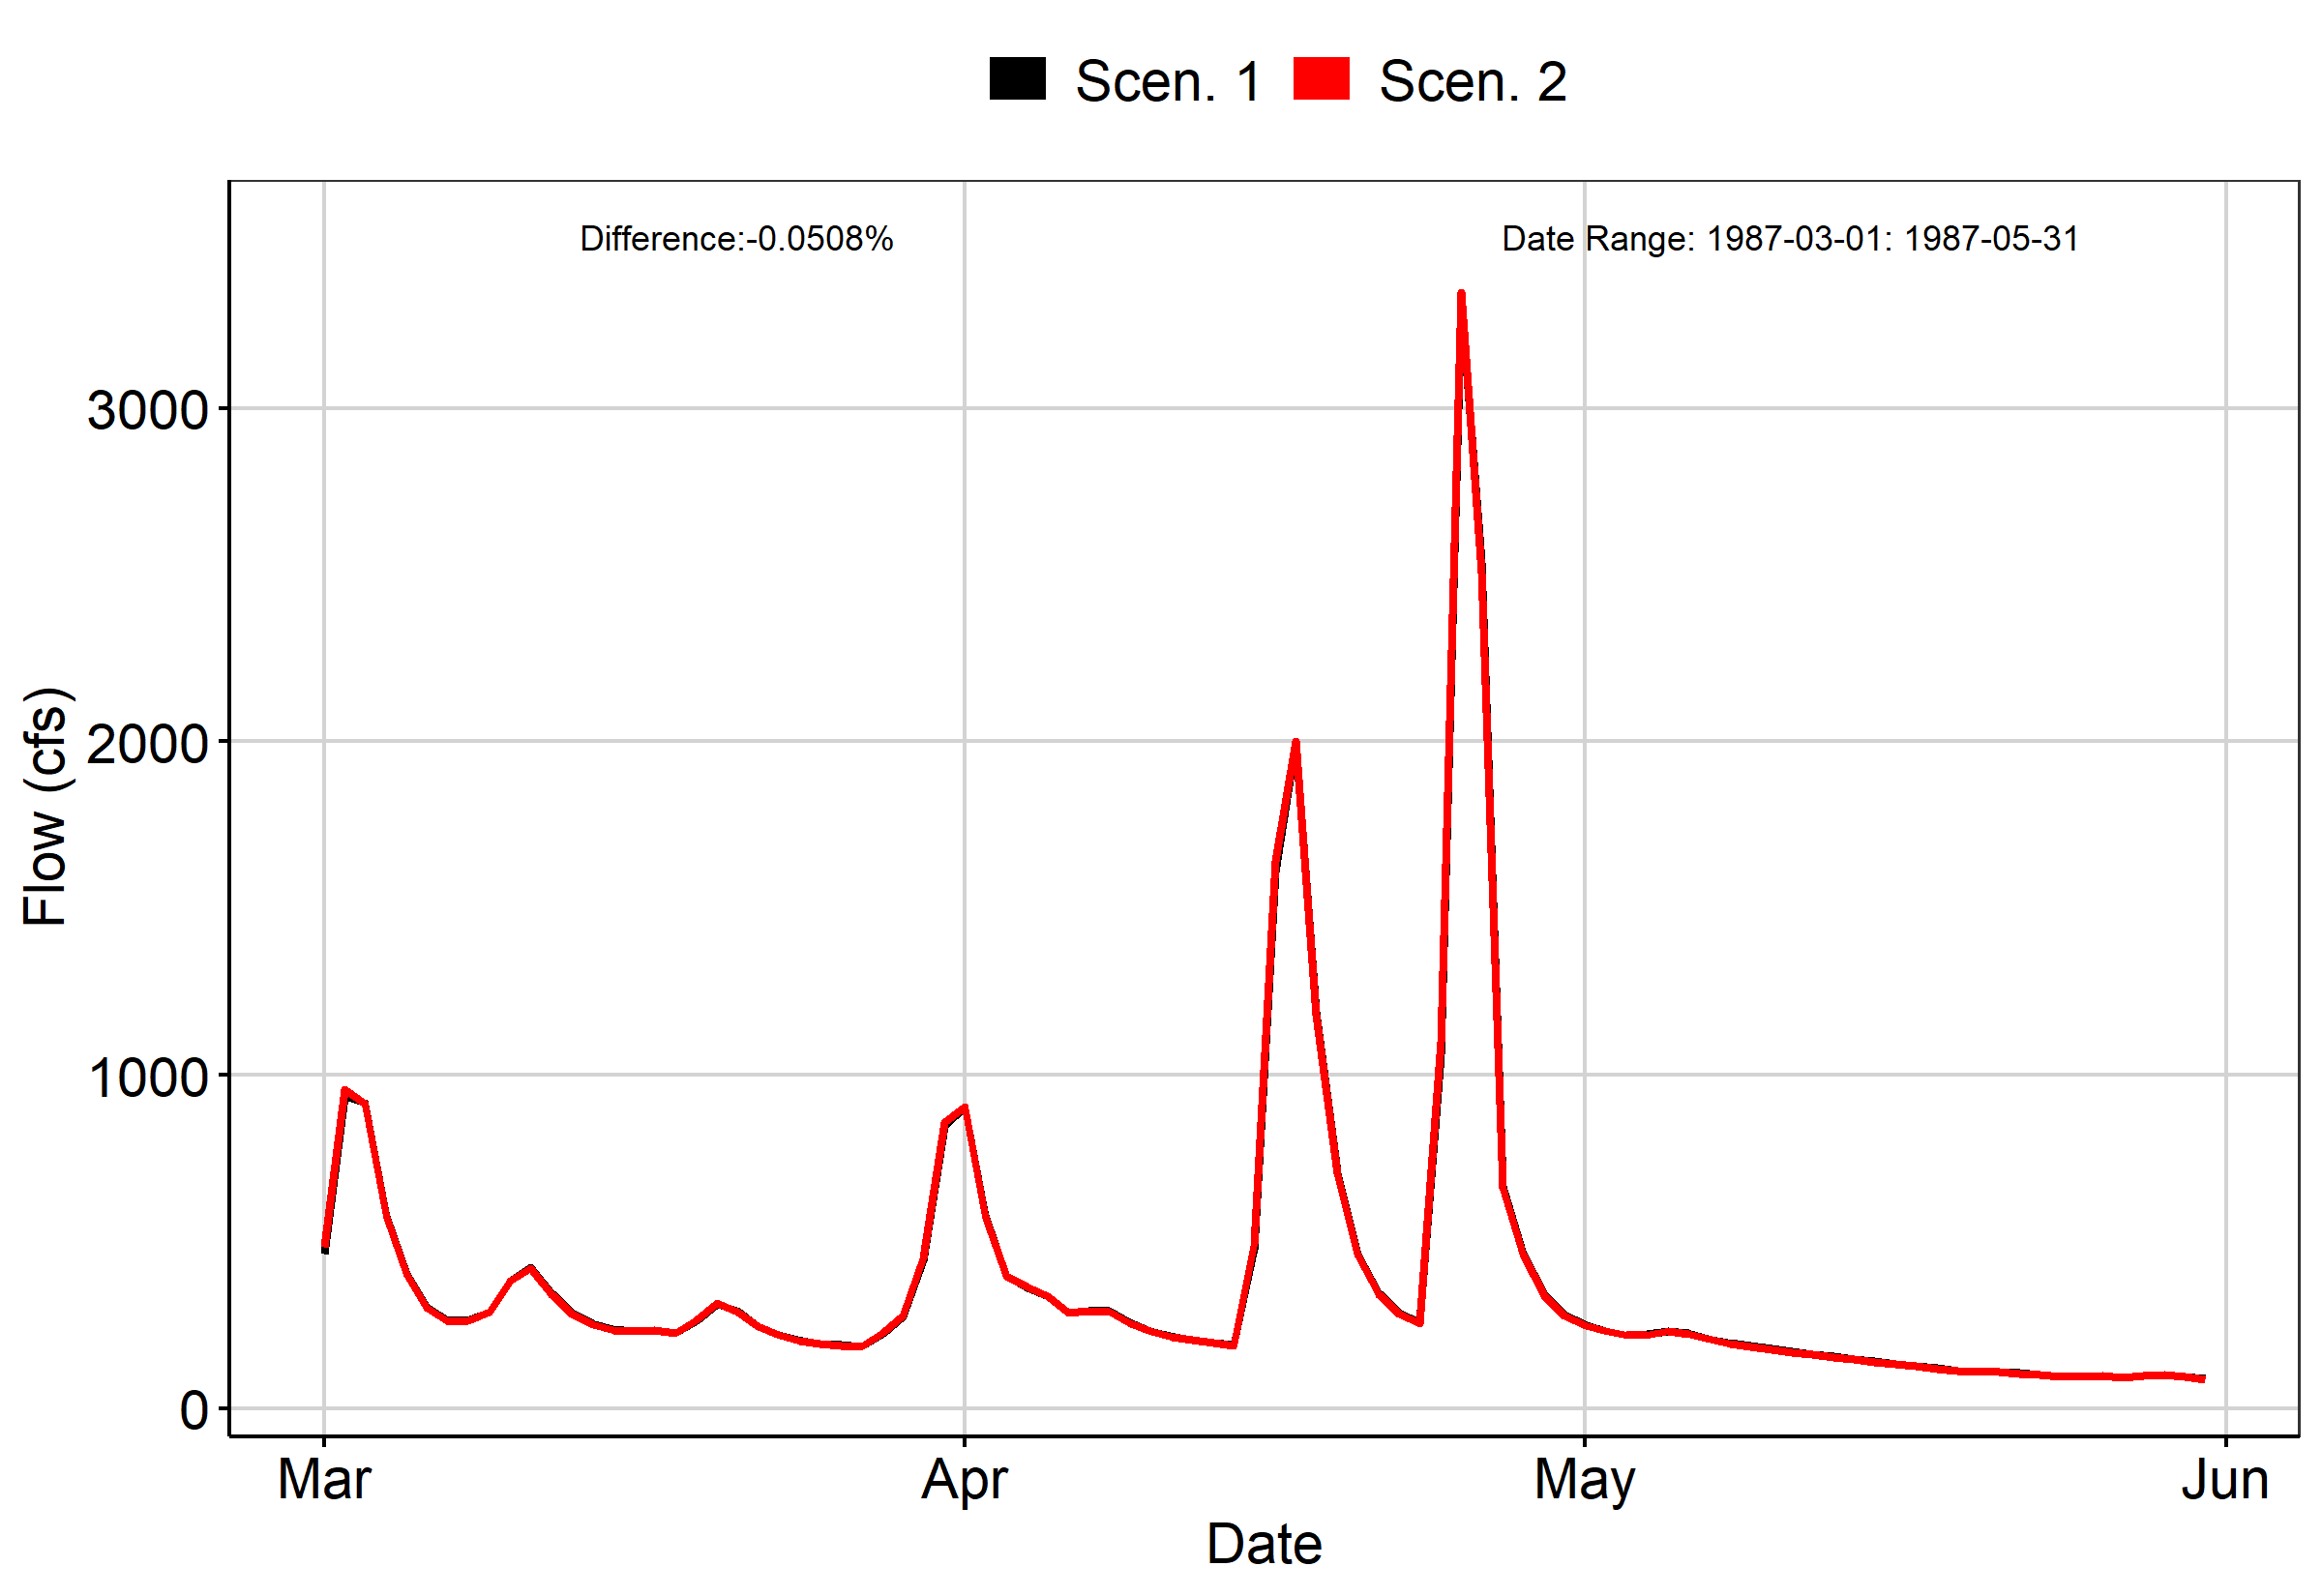 Scen. 1 Scen. 2
Difference:-0.0508% Date Range: 1987-03-01: 1987-05-31
Flow (cfs)
3000
2000
1000
0
Mar Apr May Jun
Date